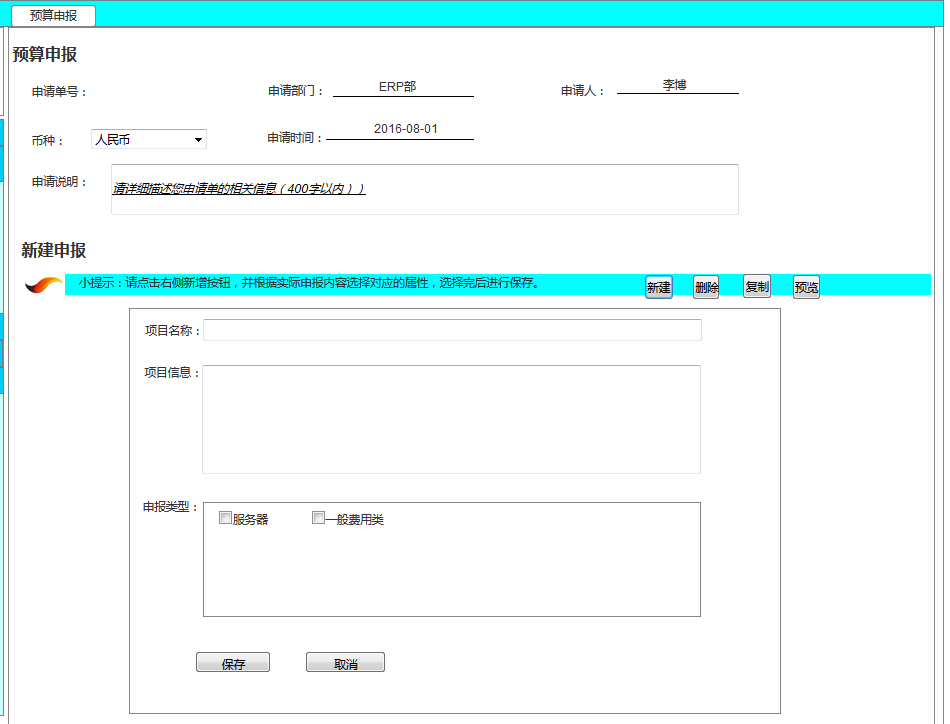 预算申报
预算申报
申请单号：
申请部门： ERP部
申请人： 李博
币种： 人民币
申请时间： 2016-08-01
申请说明： 请详细描述您申请单的相关信息（400字以内））
新建申报
小提示：请点击右侧新增按钮，并根据实际申报内容选择对应的属性，选择完后进行保存。 新建 删除 复制 预览
项目名称：
项目信息：
申报类型： 服务器 一般费用类
保存 取消